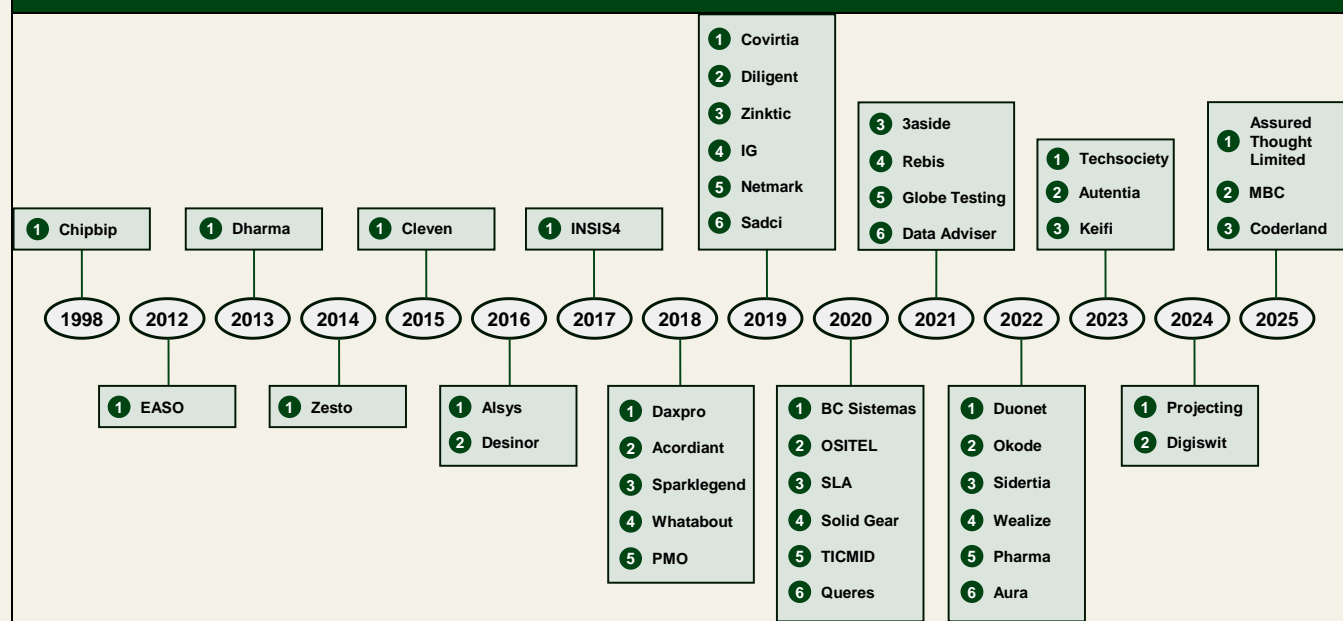 1 Covirtia
2 Diligent
3 Zinktic
4 IG
5 Netmark
6 Sadci
3 3aside
4 Rebis
5 Globe Testing
6 Data Adviser
1 Techsociety
2 Autentia
3 Keifi
1 Assured
Thought
Limited
2 MBC
3 Coderland
1 Chipbip
1 Dharma
1 Cleven
1 INSIS4
1998
2012
2013
2014
2015
2016
2017
2018
2019
2020
2021
2022
2023
2024
2025
1 EASO
1 Zesto
1 Alsys
2 Desinor
1 Daxpro
2 Acordiant
3 Sparklegend
4 Whatabout
5 PMO
1 BC Sistemas
2 OSITEL
3 SLA
4 Solid Gear
5 TICMID
6 Queres
1 Duonet
2 Okode
3 Sidertia
4 Wealize
5 Pharma
6 Aura
1 Projecting
2 Digiswit